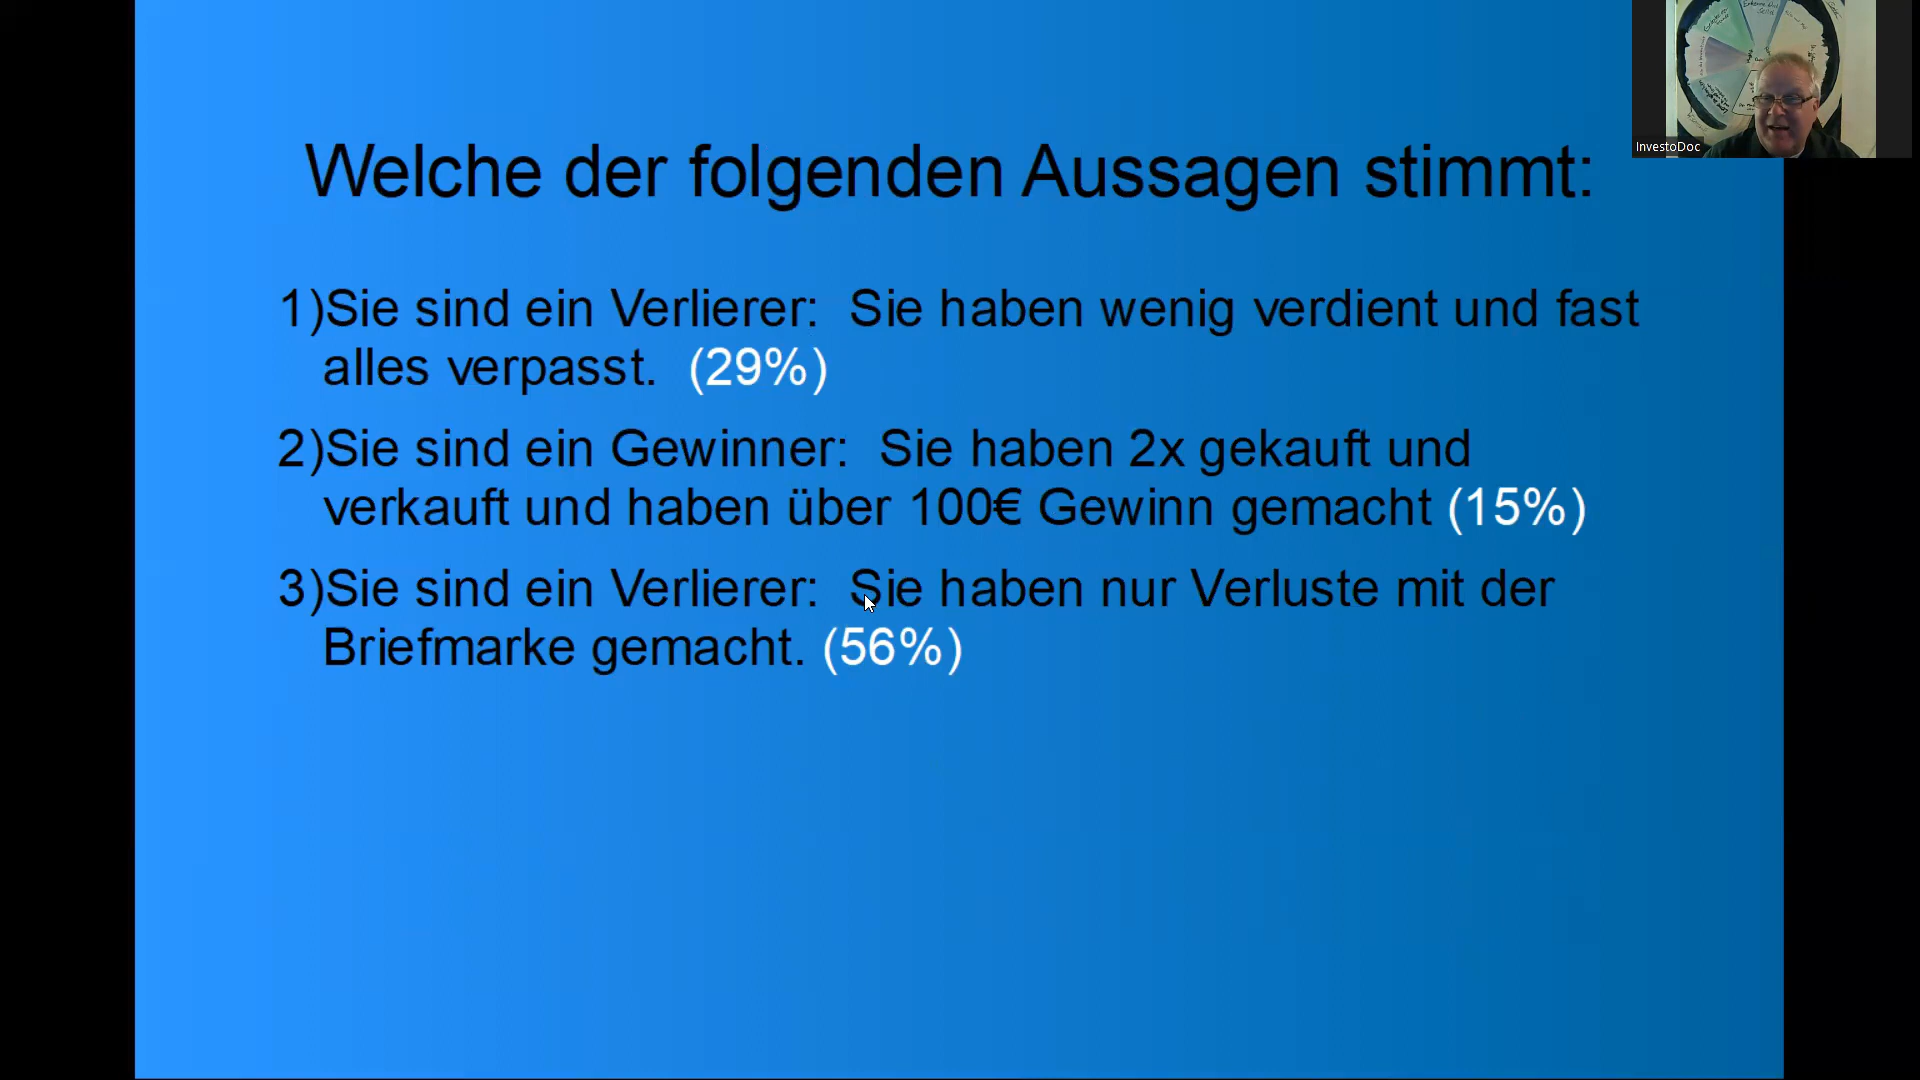 InvestoDoc
Welche der folgenden Aussagen stimmt:
1)Sie sind ein Verlierer:  Sie haben wenig verdient und fast
alles verpasst.  (29%)
2)Sie sind ein Gewinner:  Sie haben 2x gekauft und
verkauft und haben über 100€ Gewinn gemacht (15%)
3)Sie sind ein Verlierer:  Sie haben nur Verluste mit der
Briefmarke gemacht. (56%)